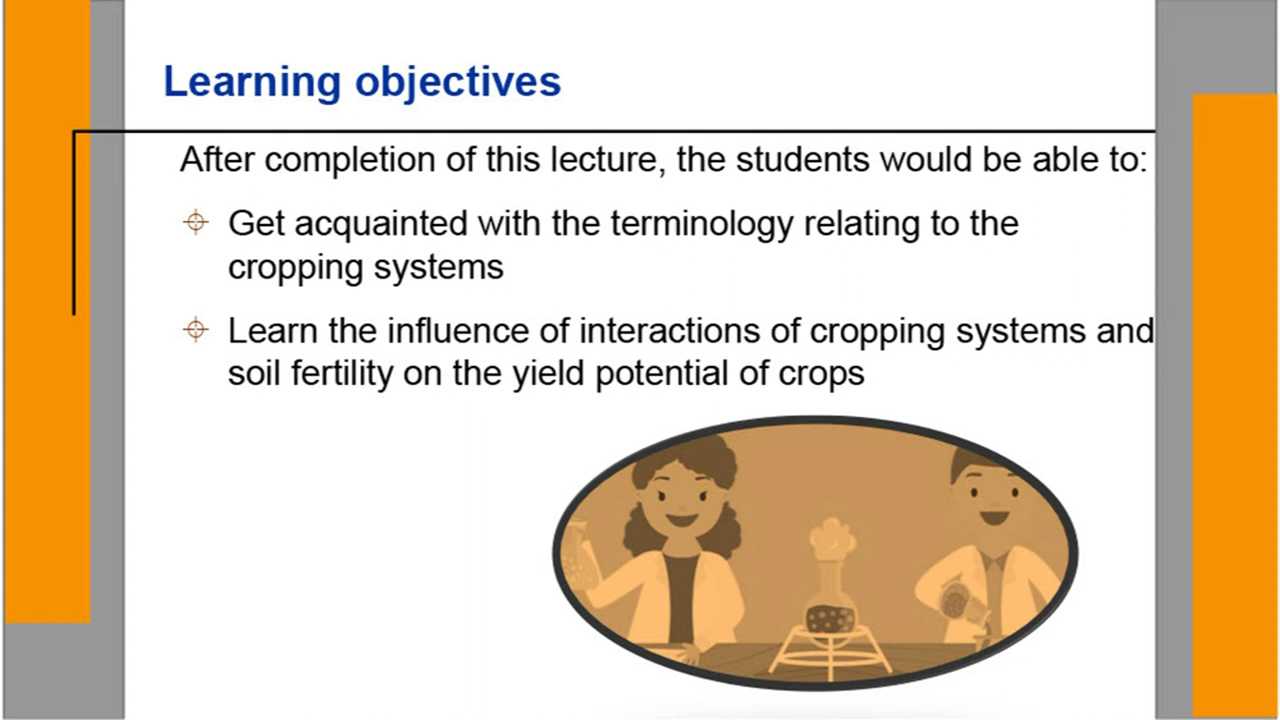 Learning objectives
After completion of this lecture, the students would be able to:
Get acquainted with the terminology relating to the
cropping systems
Learn the influence of interactions of cropping systems and
soil fertility on the yield potential of crops